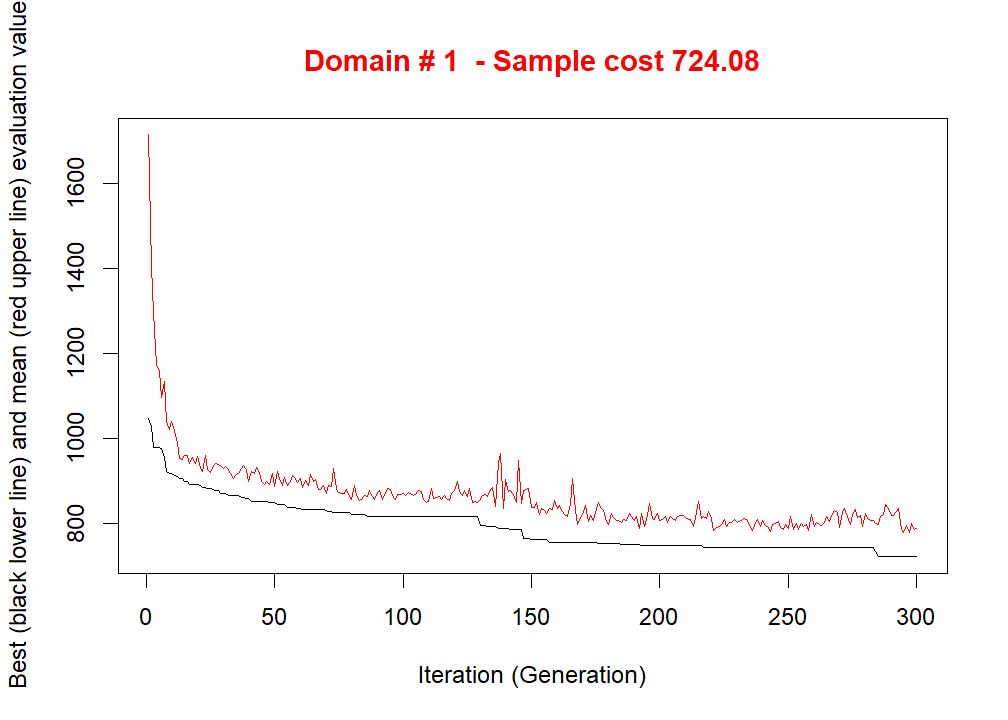 Domain # 1 - Sample cost 724.08
Best (black lower line) and mean (red upper line) evaluation value
1600
1400
1200
1000
800
0 50 100 150 200 250 300
Iteration (Generation)